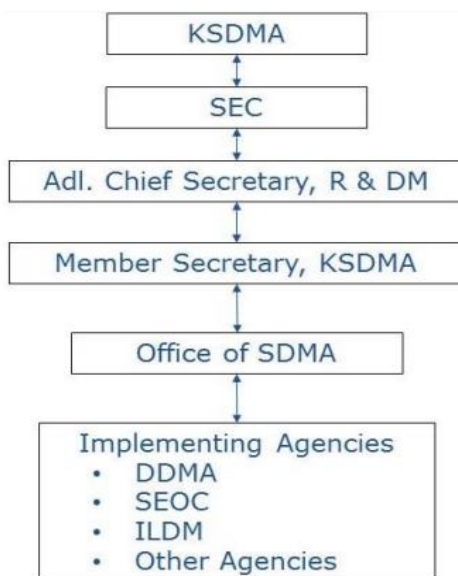 KSDMA
SEC
Adl. Chief Secretary, R & DM
Member Secretary, KSDMA
Office of SDMA
Implementing Agencies
• DDMA
• SEOC
• ILDM
• Other Agencies